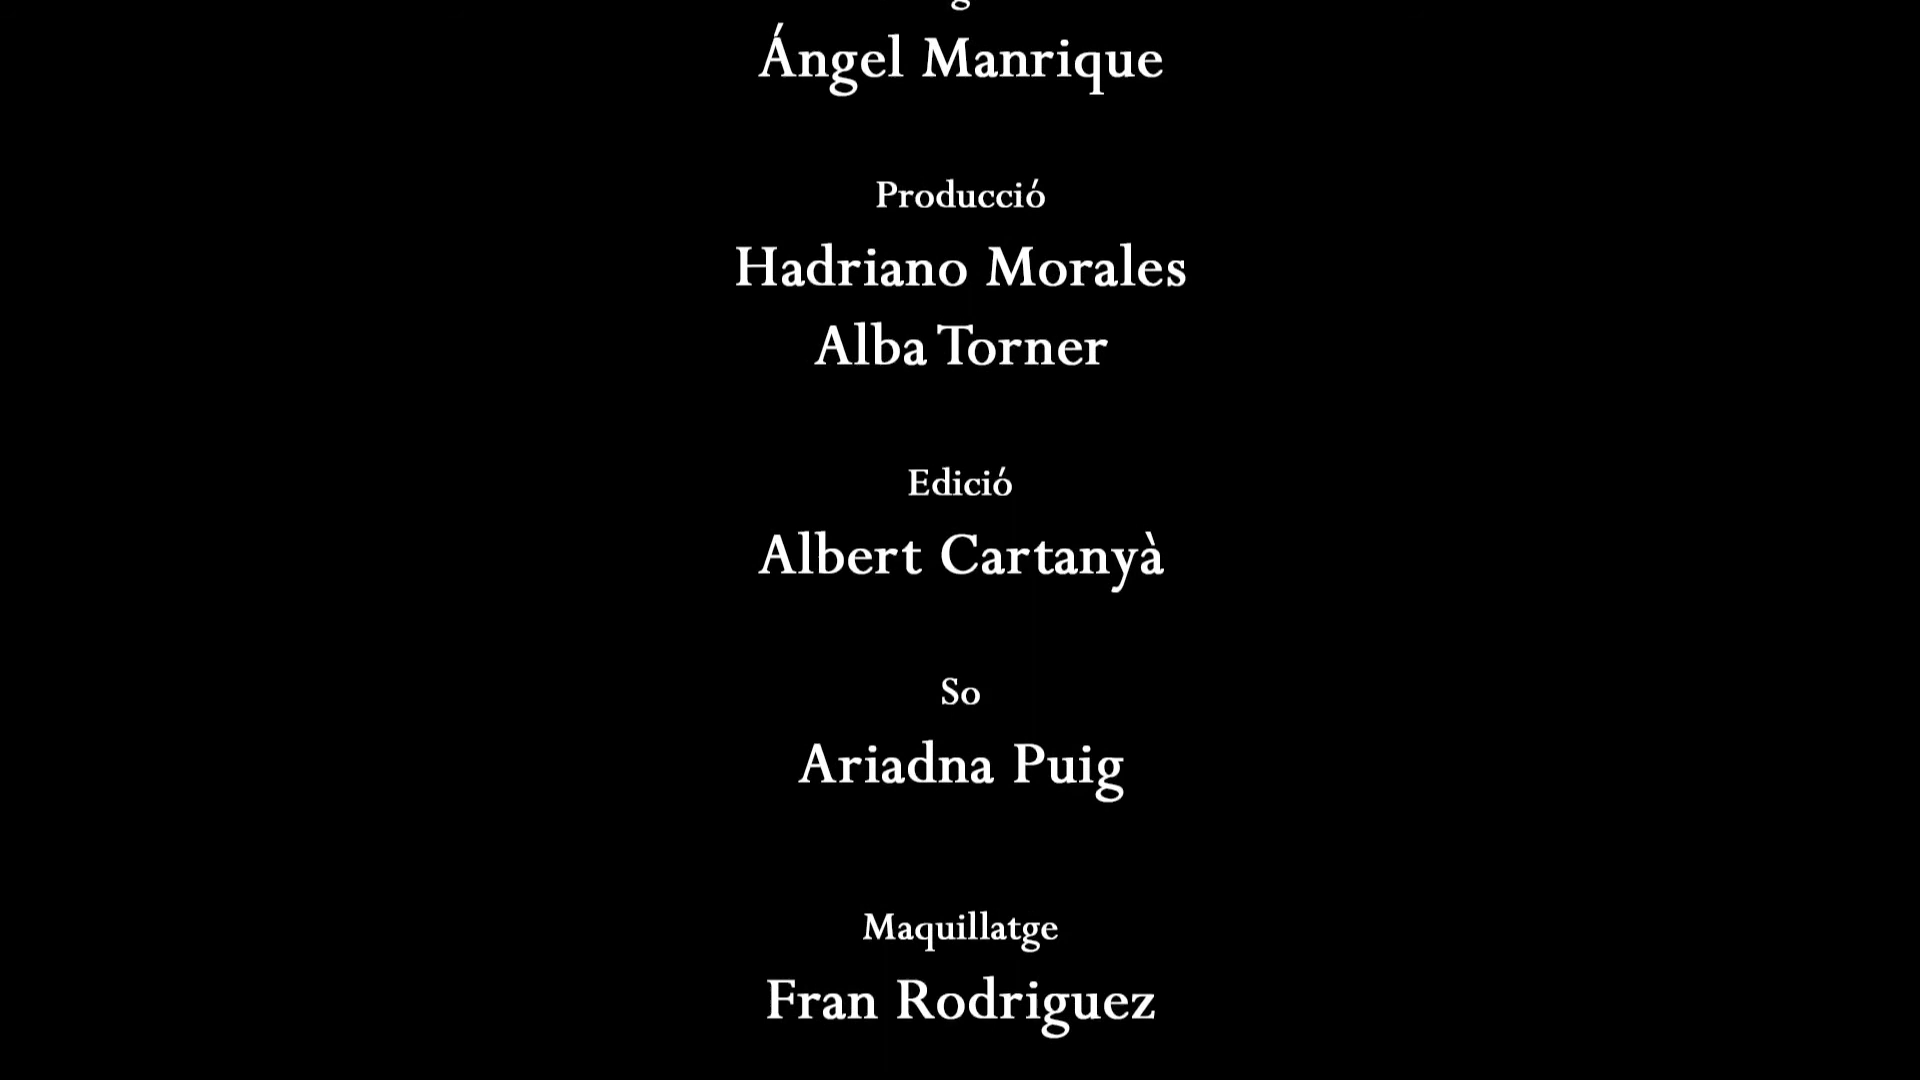 Ángel Manrique
Producció
Hadriano Morales
Alba Torner
Edició
Albert Cartanyà
So
Ariadna Puig
Maquillatge
Fran Rodriguez